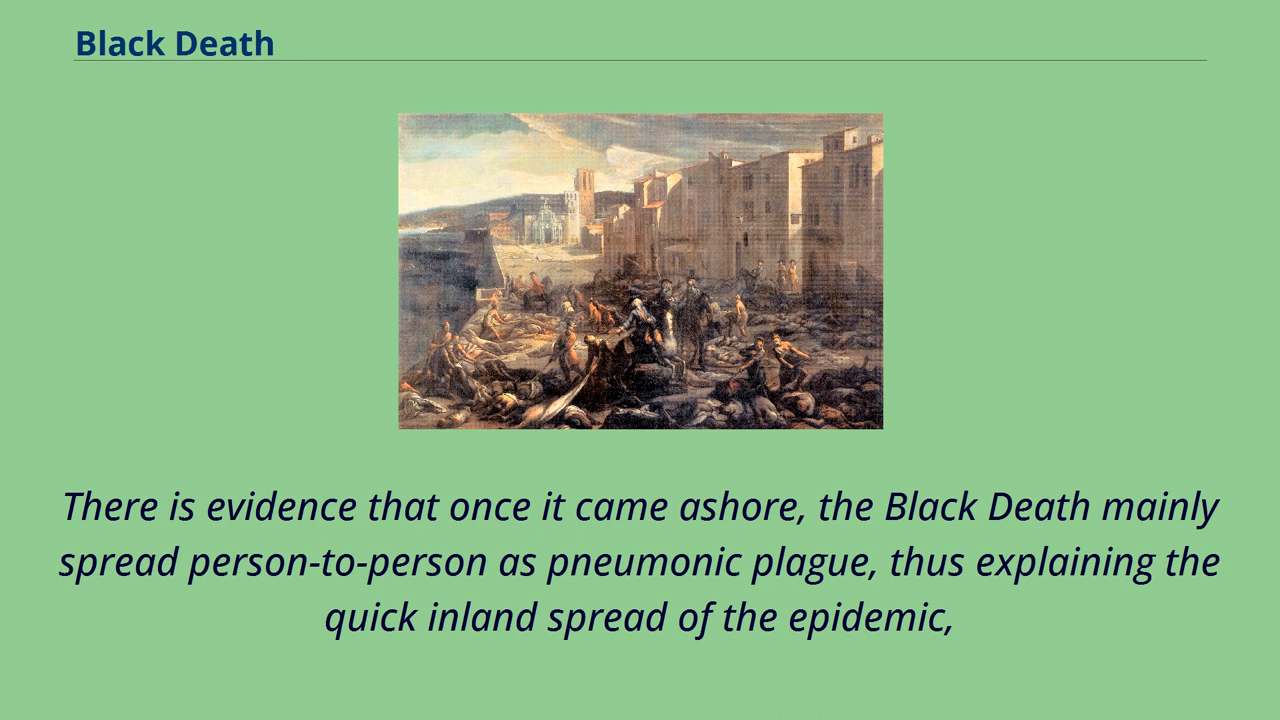 Black Death
There is evidence that once it came ashore, the Black Death mainly
spread person-to-person as pneumonic plague, thus explaining the
quick inland spread of the epidemic,